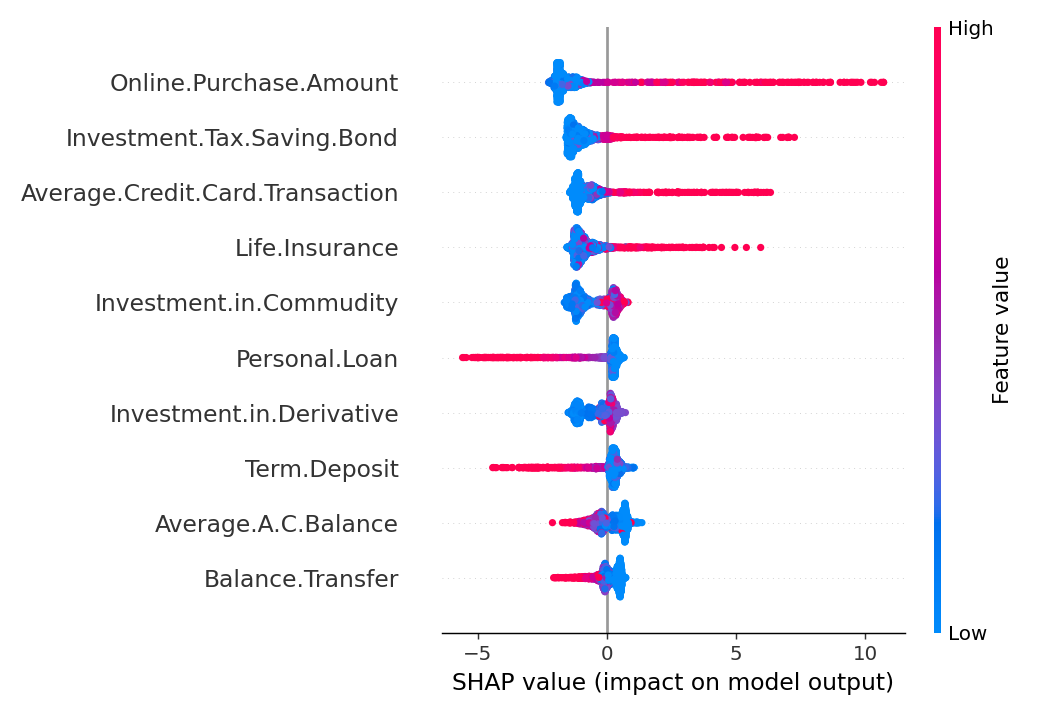 High
Online.Purchase.Amount
Investment.Tax.Saving.Bond
Average.Credit.Card.Transaction
Life.Insurance
Investment.in.Commudity
Personal.Loan
Investment.in.Derivative
Term.Deposit
Average.A.C.Balance
Balance.Transfer
Feature value
Low
−5 0 5 10
SHAP value (impact on model output)